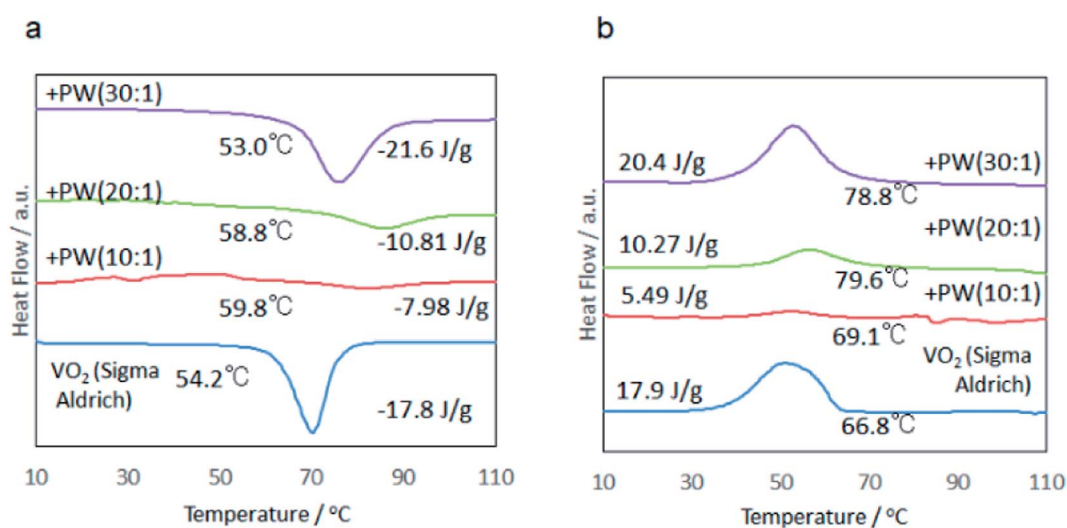 a
+PW(30:1)
53.0℃
-21.6 J/g
+PW(20:1)
58.8℃
-10.81 J/g
+PW(10:1)
59.8℃
-7.98 J/g
VO₂ (Sigma
Aldrich)
54.2℃
-17.8 J/g
Heat Flow / a.u.
10 30 50 70 90 110
Temperature / °C
b
20.4 J/g
+PW(30:1)
78.8℃
10.27 J/g
+PW(20:1)
79.6℃
5.49 J/g
+PW(10:1)
69.1℃
VO₂ (Sigma
Aldrich)
17.9 J/g
66.8℃
Heat Flow / a.u.
10 30 50 70 90 110
Temperature / °C